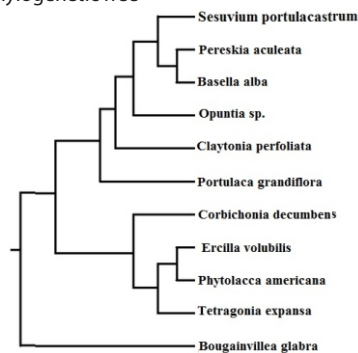 Sesuvium portulacastrum
Pereskia aculeata
Basella alba
Opuntia sp.
Claytonia perfoliata
Portulaca grandiflora
Corbichonia decumbens
Ercilla volubilis
Phytolacca americana
Tetragonia expansa
Bougainvillea glabra